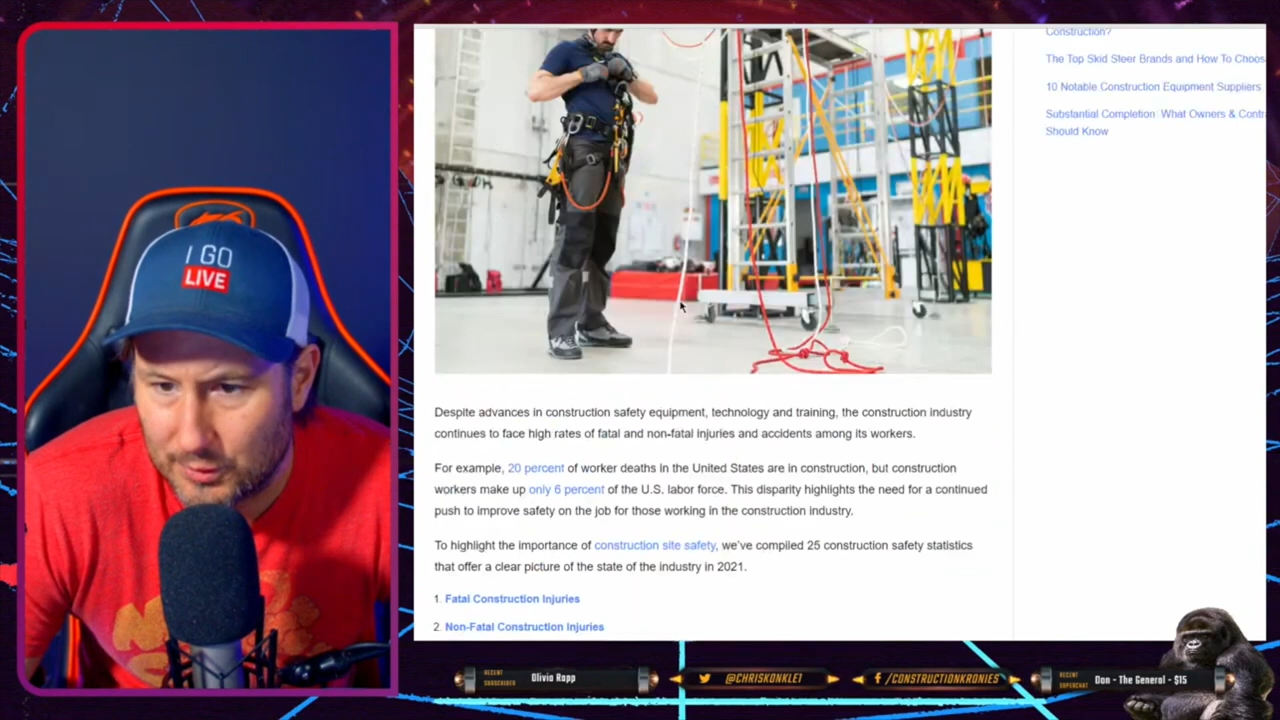 I GO
LIVE
Construction?
The Top Skid Steer Brands and How To Choos
10 Notable Construction Equipment Suppliers
Substantial Completion: What Owners & Contr
Should Know
Despite advances in construction safety equipment, technology and training, the construction industry
continues to face high rates of fatal and non-fatal injuries and accidents among its workers.
For example, 20 percent of worker deaths in the United States are in construction, but construction
workers make up only 6 percent of the U.S. labor force. This disparity highlights the need for a continued
push to improve safety on the job for those working in the construction industry.
To highlight the importance of construction site safety, we've compiled 25 construction safety statistics
that offer a clear picture of the state of the industry in 2021.
1. Fatal Construction Injuries
2. Non-Fatal Construction Injuries
RECENT
SUBSCRIBER
Olivia Rapp
@CHRISKONKLE1
/CONSTRUCTIONKRONIES
RECENT
SUPERCHAT
Don - The General - $15